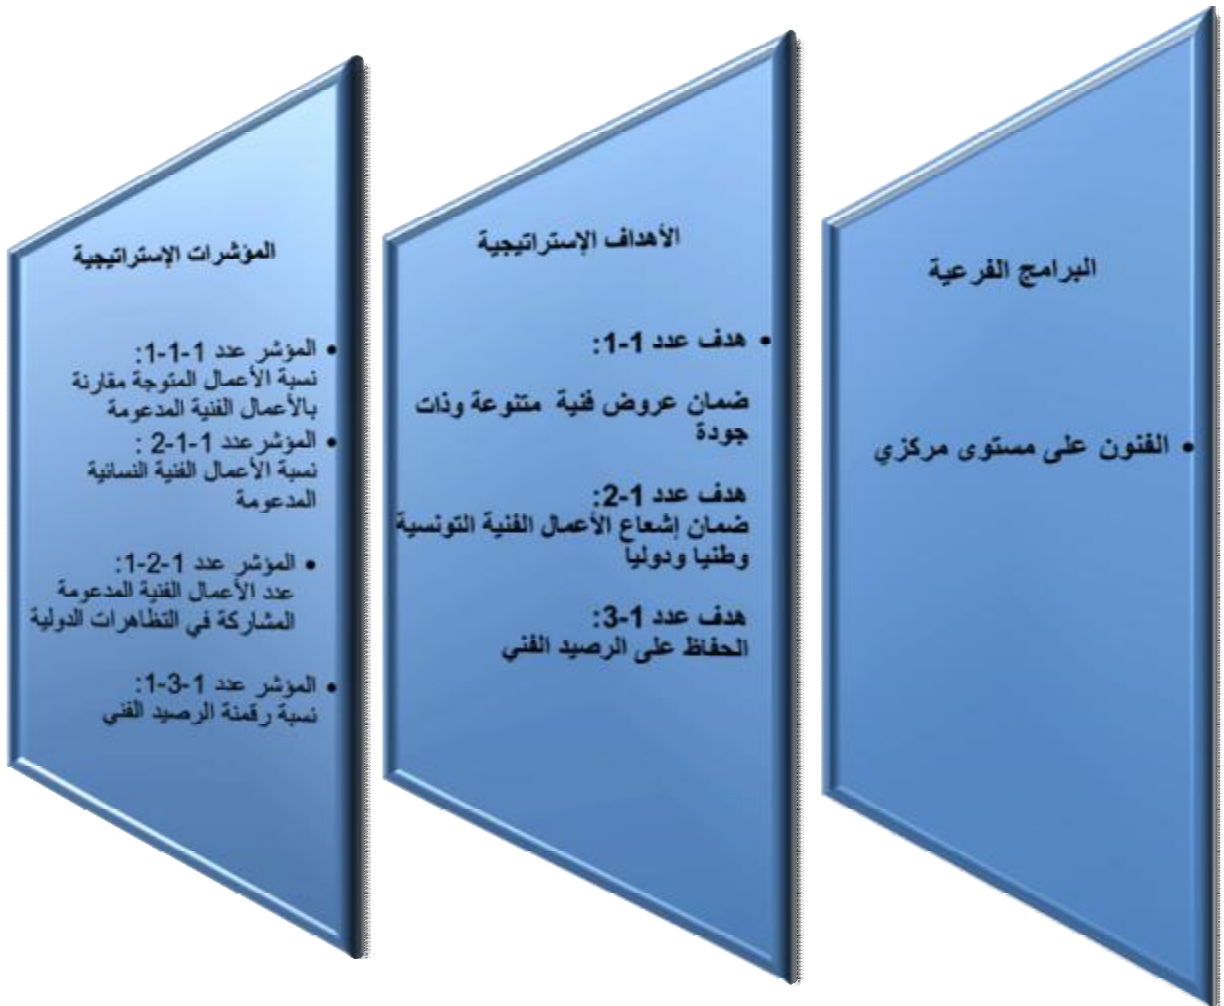 البرامج الفرعية
• الفنون على مستوى مركزي
الأهداف الإستراتيجية
• هدف عدد 1-1:
ضمان عروض فنية متنوعة وذات
جودة
هدف عدد 1-2:
ضمان إشعاع الأعمال الفنية التونسية
وطنيا ودوليا
هدف عدد 1-3:
الحفاظ على الرصيد الفني
المؤشرات الإستراتيجية
• المؤشر عدد 1-1-1:
نسبة الأعمال المتوجة مقارنة
بالأعمال الفنية المدعومة
• المؤشرعدد 1-1-2 :
نسبة الأعمال الفنية النسائية
المدعومة
• المؤشر عدد 1-2-1:
عدد الأعمال الفنية المدعومة
المشاركة في التظاهرات الدولية
• المؤشر عدد 1-3-1:
نسبة رقمنة الرصيد الفني